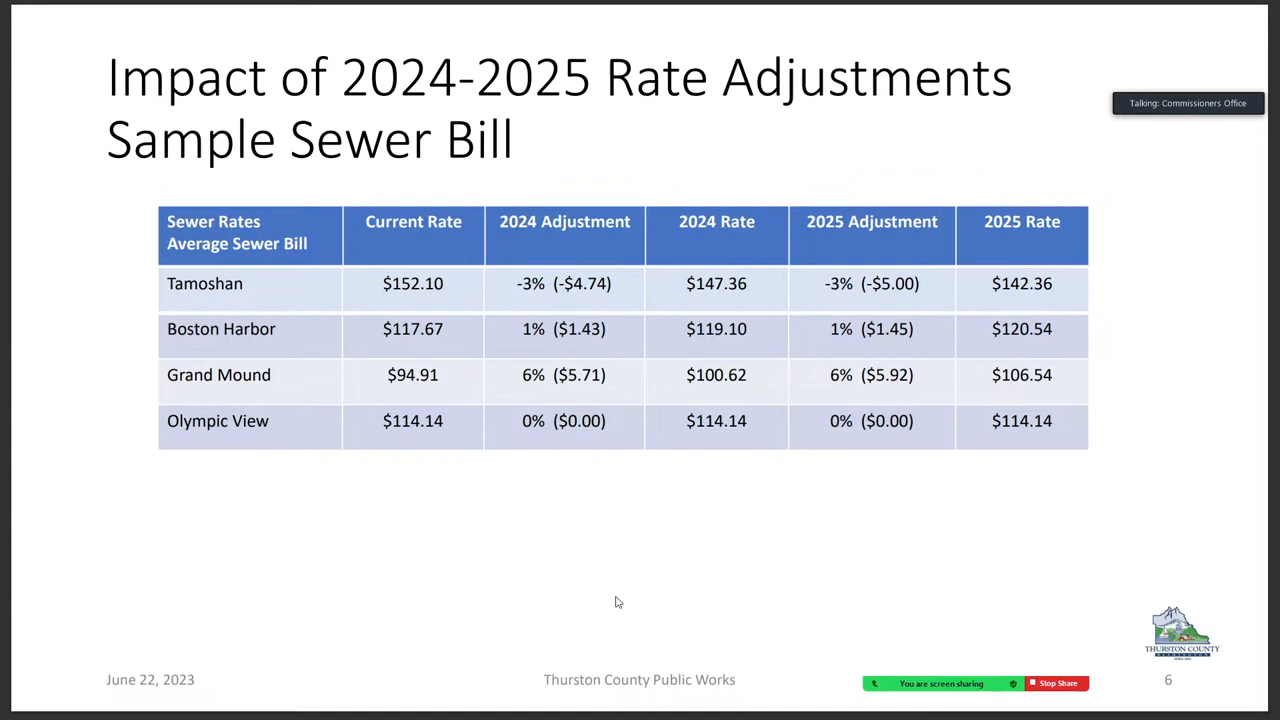 Impact of 2024-2025 Rate Adjustments
Sample Sewer Bill
Talking: Commissioners Office
Sewer Rates
Average Sewer Bill
Current Rate
2024 Adjustment
2024 Rate
2025 Adjustment
2025 Rate
Tamoshan $152.10 -3% (-$4.74) $147.36 -3% (-$5.00) $142.36
Boston Harbor $117.67 1% ($1.43) $119.10 1% ($1.45) $120.54
Grand Mound $94.91 6% ($5.71) $100.62 6% ($5.92) $106.54
Olympic View $114.14 0% ($0.00) $114.14 0% ($0.00) $114.14
THURSTON COUNTY
June 22, 2023
Thurston County Public Works
You are screen sharing
Stop Share
6